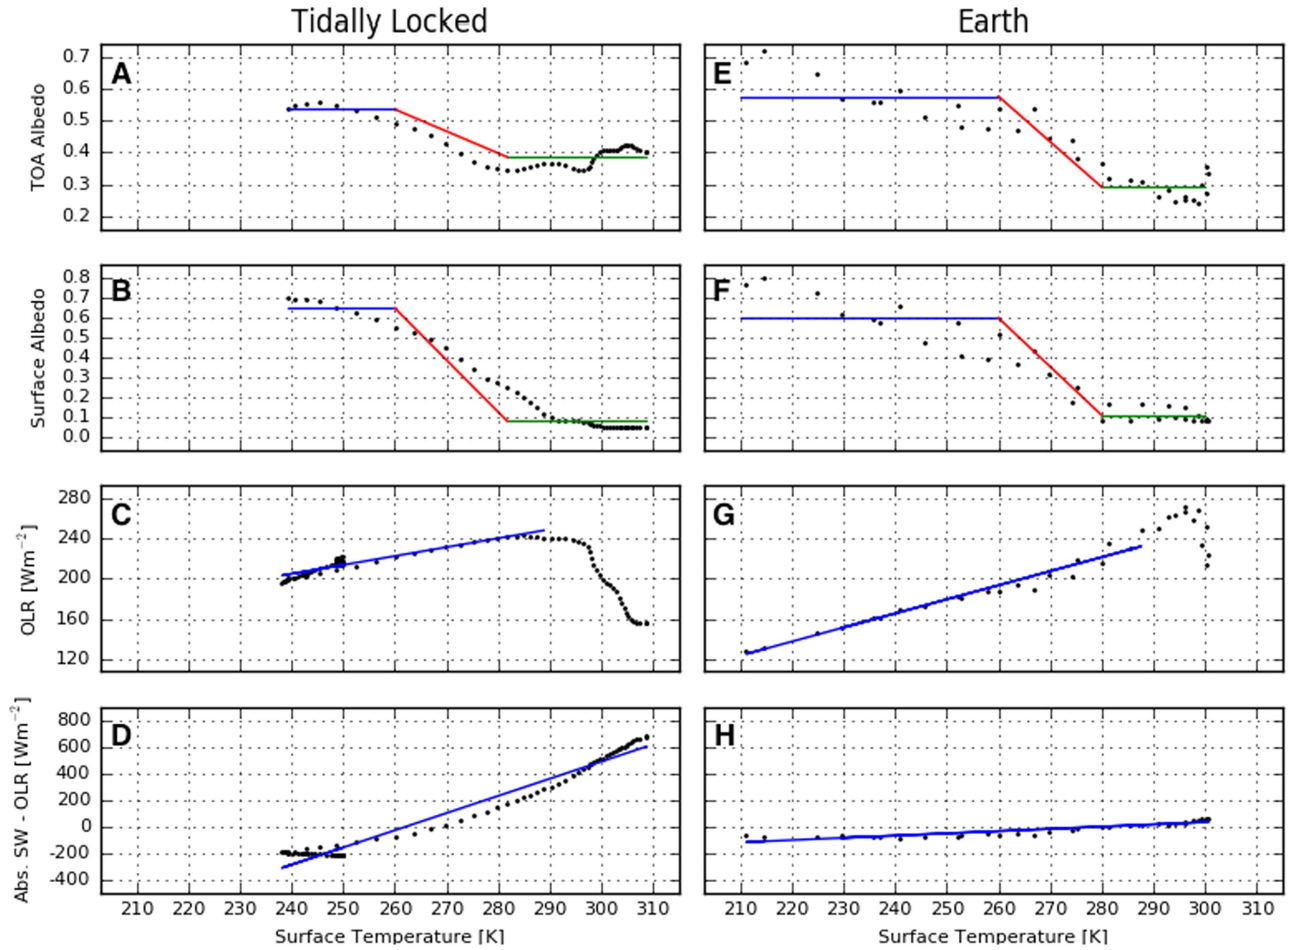 Tidally Locked
Earth
TOA Albedo
A
0.7
0.6
0.5
0.4
0.3
0.2
E
Surface Albedo
B
0.8
0.7
0.6
0.5
0.4
0.3
0.2
0.1
0.0
F
OLR [Wm⁻²]
C
280
240
200
160
120
G
Abs. SW - OLR [Wm⁻²]
D
800
600
400
200
0
-200
-400
H
210 220 230 240 250 260 270 280 290 300 310
210 220 230 240 250 260 270 280 290 300 310
Surface Temperature [K]
Surface Temperature [K]